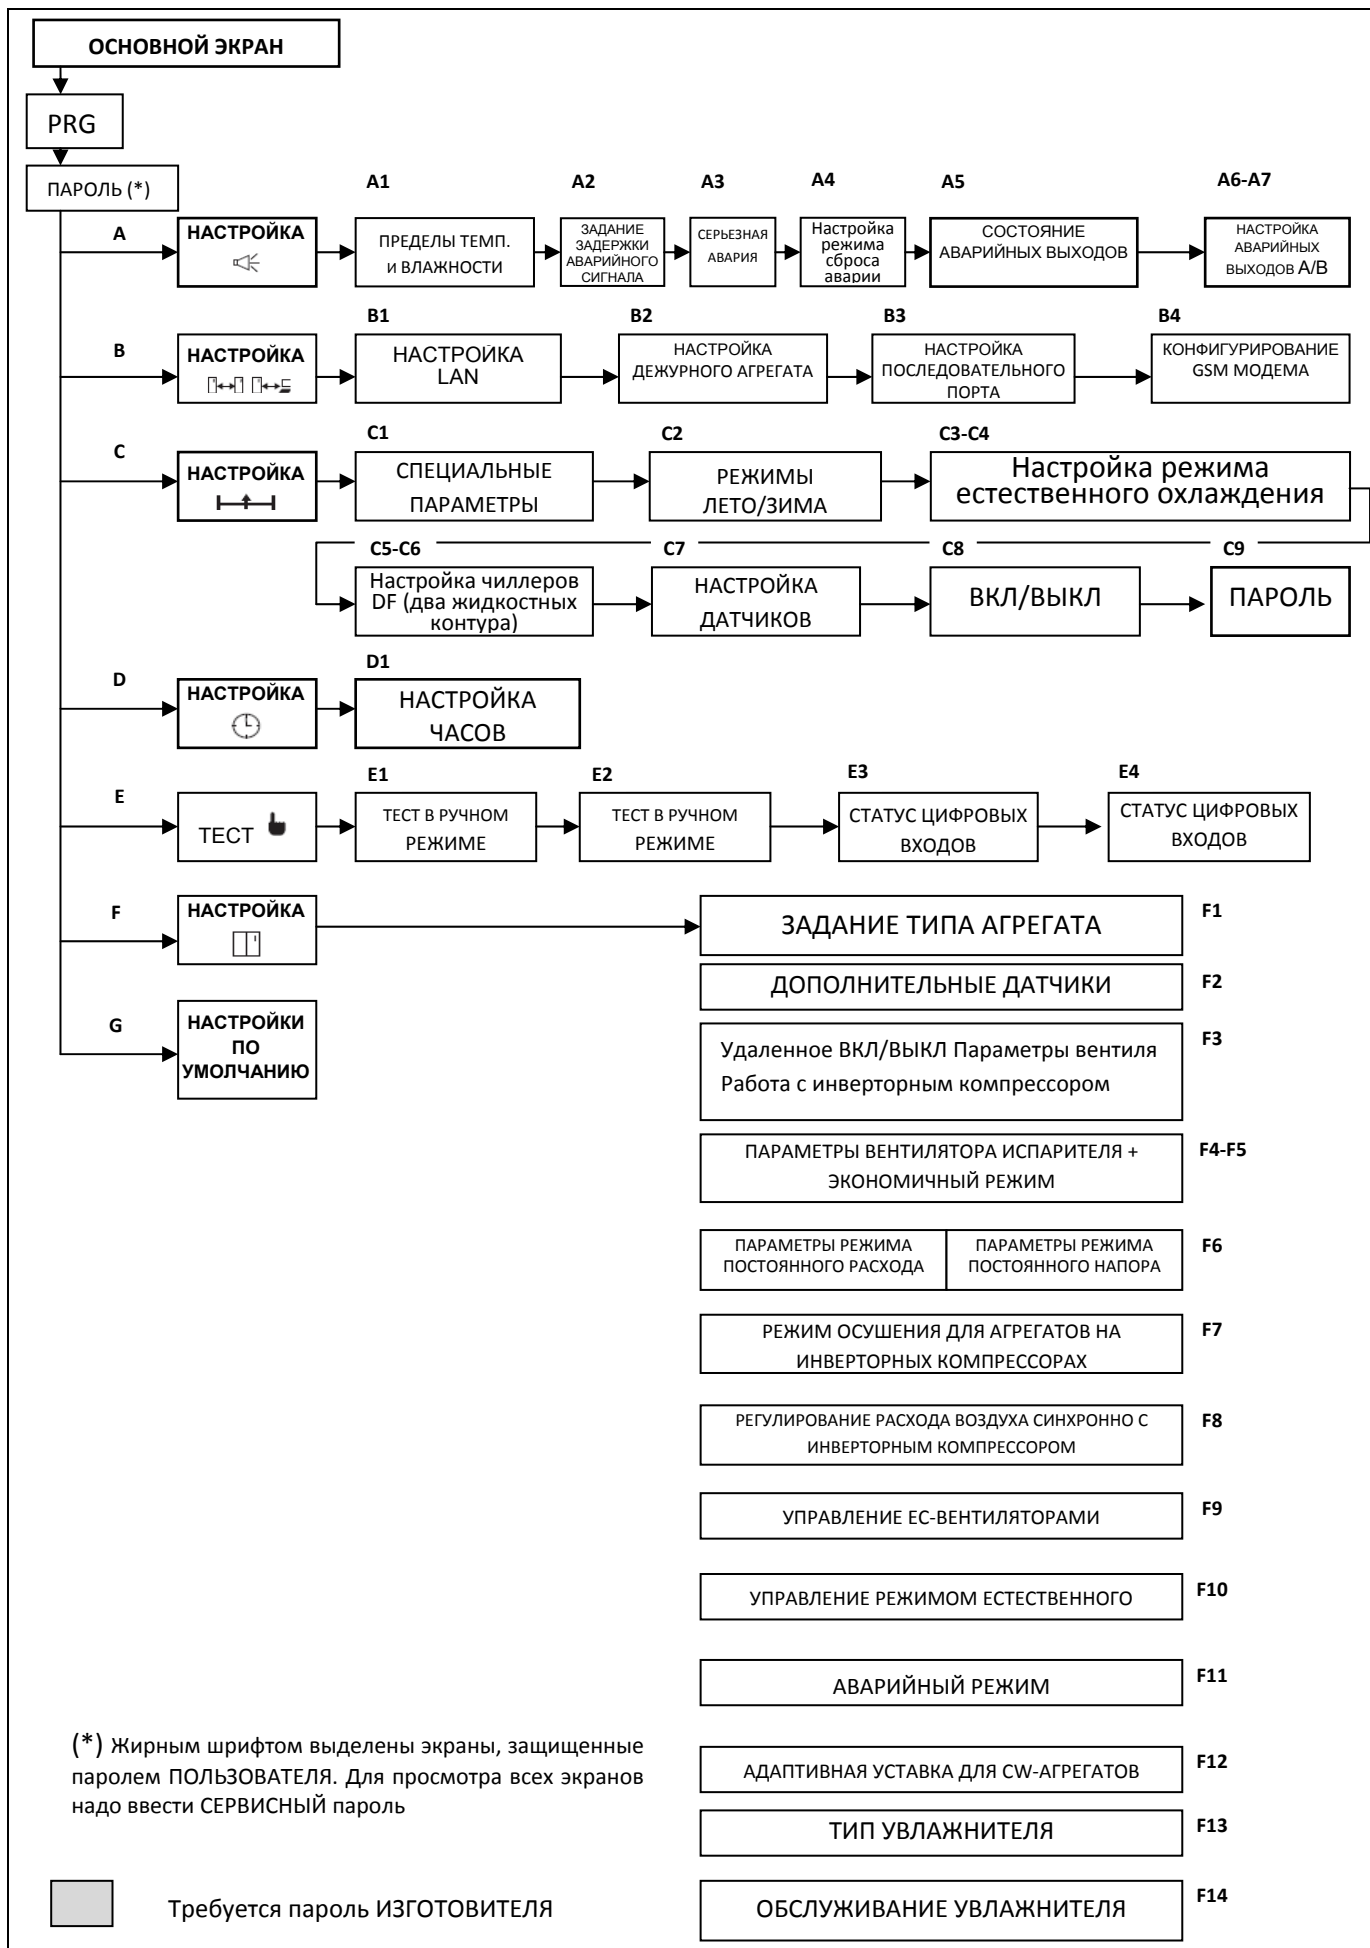 ОСНОВНОЙ ЭКРАН
PRG
ПАРОЛЬ (*)
A1
A2
A3
A4
A5
A6-A7
A
НАСТРОЙКА
ПРЕДЕЛЫ ТЕМП.
И ВЛАЖНОСТИ
ЗАДАНИЕ
ЗАДЕРЖКИ
АВАРИЙНОГО
СИГНАЛА
СЕРЬЕЗНАЯ
АВАРИЯ
Настройка
режима
сброса
аварии
СОСТОЯНИЕ
АВАРИЙНЫХ ВЫХОДОВ
НАСТРОЙКА
АВАРИЙНЫХ
ВЫХОДОВ A/B
B1
B2
B3
B4
B
НАСТРОЙКА
НАСТРОЙКА
LAN
НАСТРОЙКА
ДЕЖУРНОГО АГРЕГАТА
НАСТРОЙКА
ПОСЛЕДОВАТЕЛЬНОГО
ПОРТА
КОНФИГУРИРОВАНИЕ
GSM МОДЕМА
C1
C2
C3-C4
C
НАСТРОЙКА
СПЕЦИАЛЬНЫЕ
ПАРАМЕТРЫ
РЕЖИМЫ
ЛЕТО/ЗИМА
Настройка режима
естественного охлаждения
C5-C6
C7
C8
C9
Настройка чиллеров
DF (два жидкостных
контура)
НАСТРОЙКА
ДАТЧИКОВ
ВКЛ/ВЫКЛ
ПАРОЛЬ
D1
D
НАСТРОЙКА
НАСТРОЙКА
ЧАСОВ
E1
E2
E3
E4
E
ТЕСТ
ТЕСТ В РУЧНОМ
РЕЖИМЕ
ТЕСТ В РУЧНОМ
РЕЖИМЕ
СТАТУС ЦИФРОВЫХ
ВХОДОВ
СТАТУС ЦИФРОВЫХ
ВХОДОВ
F
НАСТРОЙКА
ЗАДАНИЕ ТИПА АГРЕГАТА
F1
ДОПОЛНИТЕЛЬНЫЕ ДАТЧИКИ
F2
G
НАСТРОЙКИ
ПО
УМОЛЧАНИЮ
Удаленное ВКЛ/ВЫКЛ Параметры вентиля
Работа с инверторным компрессором
F3
ПАРАМЕТРЫ ВЕНТИЛЯТОРА ИСПАРИТЕЛЯ +
ЭКОНОМИЧНЫЙ РЕЖИМ
F4-F5
ПАРАМЕТРЫ РЕЖИМА
ПОСТОЯННОГО РАСХОДА
ПАРАМЕТРЫ РЕЖИМА
ПОСТОЯННОГО НАПОРА
F6
РЕЖИМ ОСУШЕНИЯ ДЛЯ АГРЕГАТОВ НА
ИНВЕРТОРНЫХ КОМПРЕССОРАХ
F7
РЕГУЛИРОВАНИЕ РАСХОДА ВОЗДУХА СИНХРОННО С
ИНВЕРТОРНЫМ КОМПРЕССОРОМ
F8
УПРАВЛЕНИЕ ЕС-ВЕНТИЛЯТОРАМИ
F9
УПРАВЛЕНИЕ РЕЖИМОМ ЕСТЕСТВЕННОГО
F10
АВАРИЙНЫЙ РЕЖИМ
F11
(*) Жирным шрифтом выделены экраны, защищенные
паролем ПОЛЬЗОВАТЕЛЯ. Для просмотра всех экранов
надо ввести СЕРВИСНЫЙ пароль
АДАПТИВНАЯ УСТАВКА ДЛЯ CW-АГРЕГАТОВ
F12
ТИП УВЛАЖНИТЕЛЯ
F13
Требуется пароль ИЗГОТОВИТЕЛЯ
ОБСЛУЖИВАНИЕ УВЛАЖНИТЕЛЯ
F14